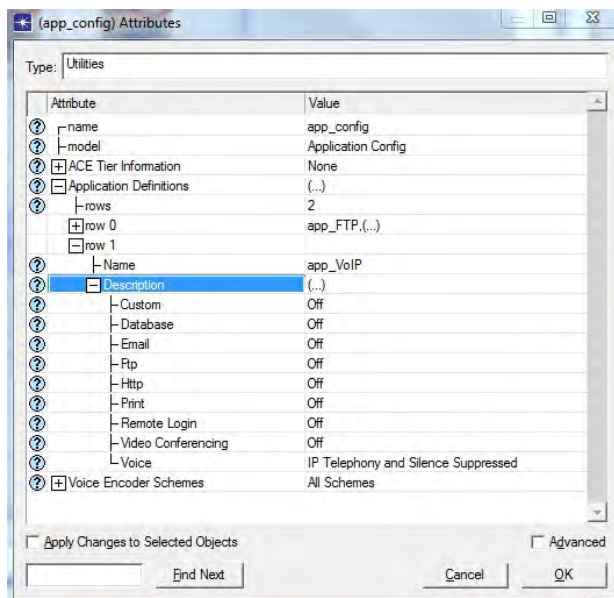 (app_config) Attributes
Type: Utilities
Attribute Value
name app_config
model Application Config
ACE Tier Information None
Application Definitions (...)
rows 2
row 0 app_FTP,(...)
row 1
Name app_VoIP
Description (...)
Custom Off
Database Off
Email Off
Ftp Off
Http Off
Print Off
Remote Login Off
Video Conferencing Off
Voice IP Telephony and Silence Suppressed
Voice Encoder Schemes All Schemes
Apply Changes to Selected Objects Advanced
Find Next Cancel OK